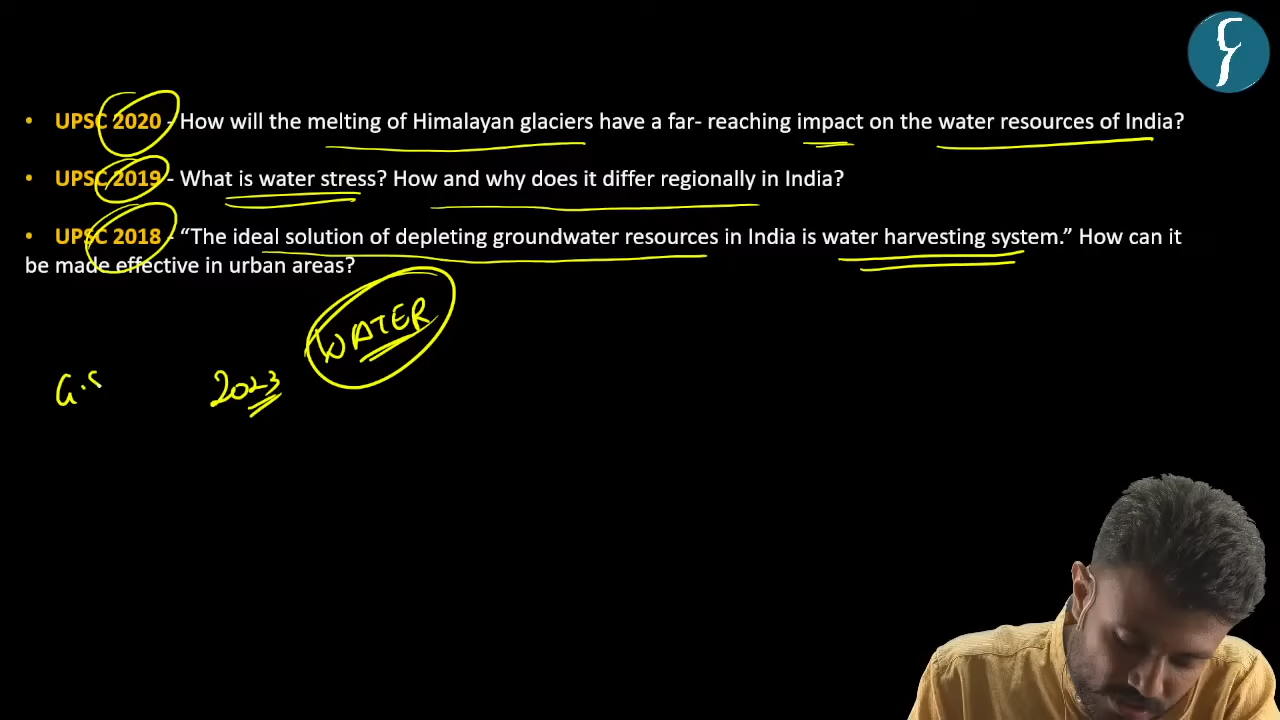 • UPSC 2020 - How will the melting of Himalayan glaciers have a far- reaching impact on the water resources of India?
• UPSC 2019 - What is water stress? How and why does it differ regionally in India?
• UPSC 2018 - “The ideal solution of depleting groundwater resources in India is water harvesting system.” How can it
be made effective in urban areas?
WATER
G.S
2023